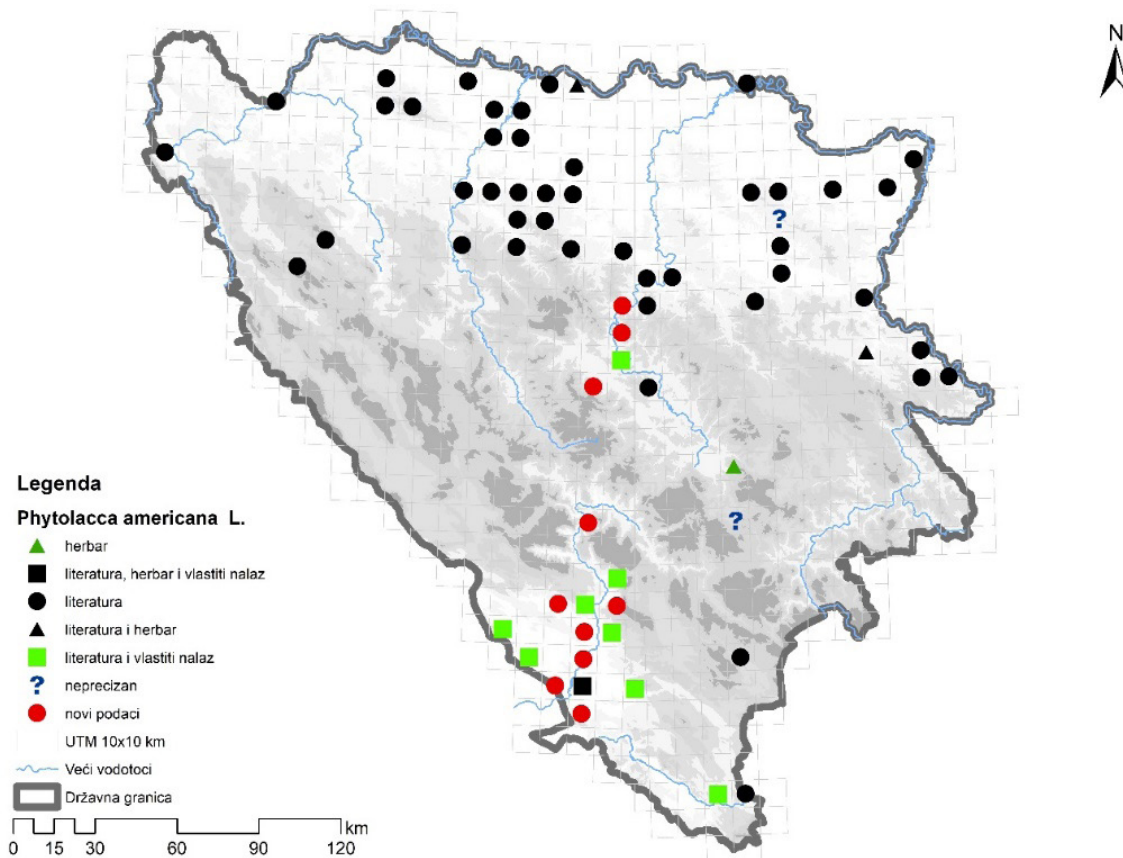 N
?
?
Legenda
Phytolacca americana L.
herbar
literatura, herbar i vlastiti nalaz
literatura
literatura i herbar
literatura i vlastiti nalaz
? neprecizan
novi podaci
UTM 10x10 km
Veći vodotoci
Državna granica
km
0 15 30 60 90 120